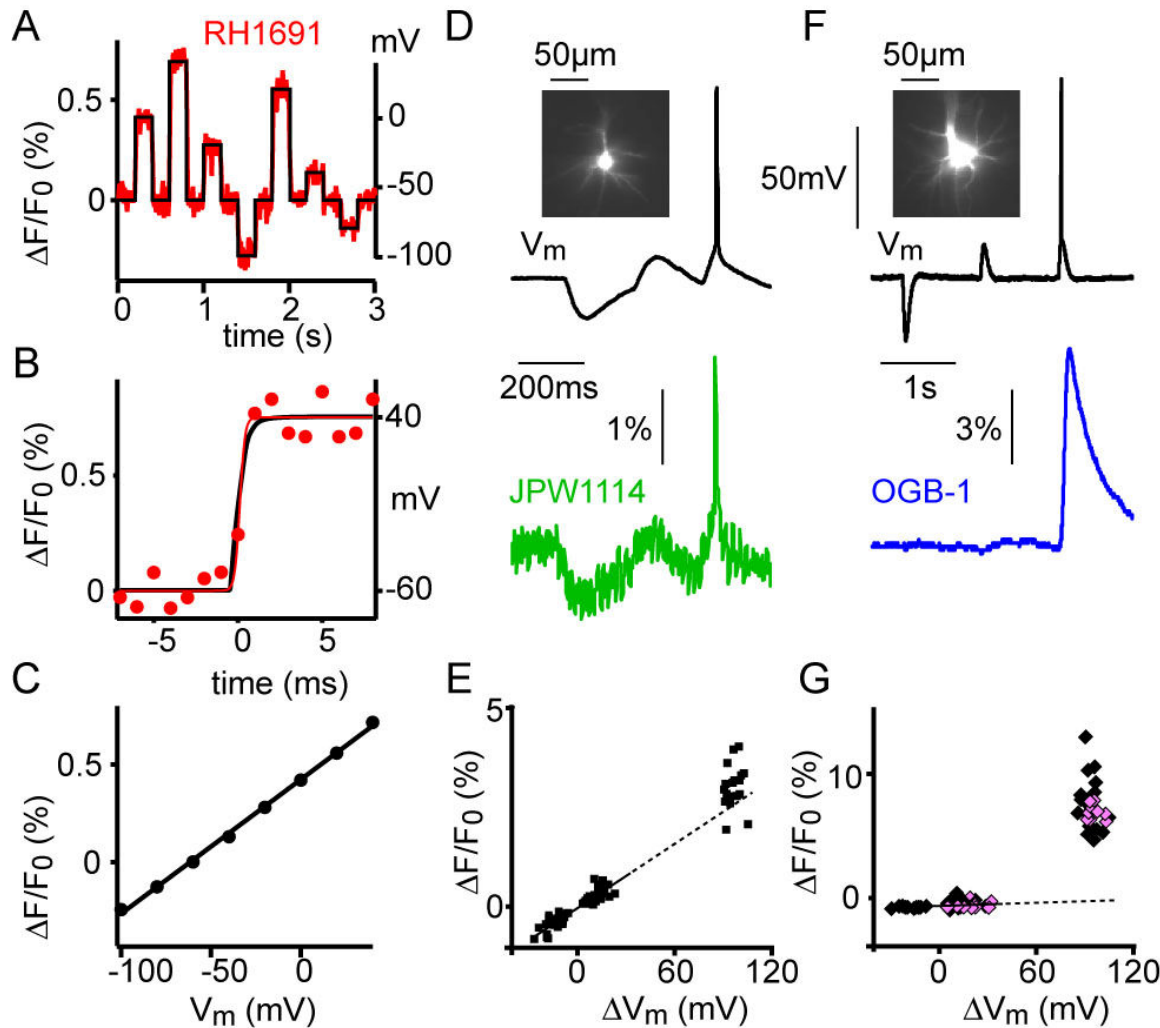 A
RH1691
mV
ΔF/F0 (%)
0.5
0
0
-50
-100
0 1 2 3
time (s)
B
ΔF/F0 (%)
0.5
0
40
mV
-60
-5 0 5
time (ms)
C
ΔF/F0 (%)
0.5
0
-100 -50 0
Vm (mV)
D
50µm
Vm
200ms
1%
JPW1114
E
ΔF/F0 (%)
5
0
0 120
ΔVm (mV)
F
50µm
50mV
Vm
1s
3%
OGB-1
G
ΔF/F0 (%)
10
0
0 120
ΔVm (mV)